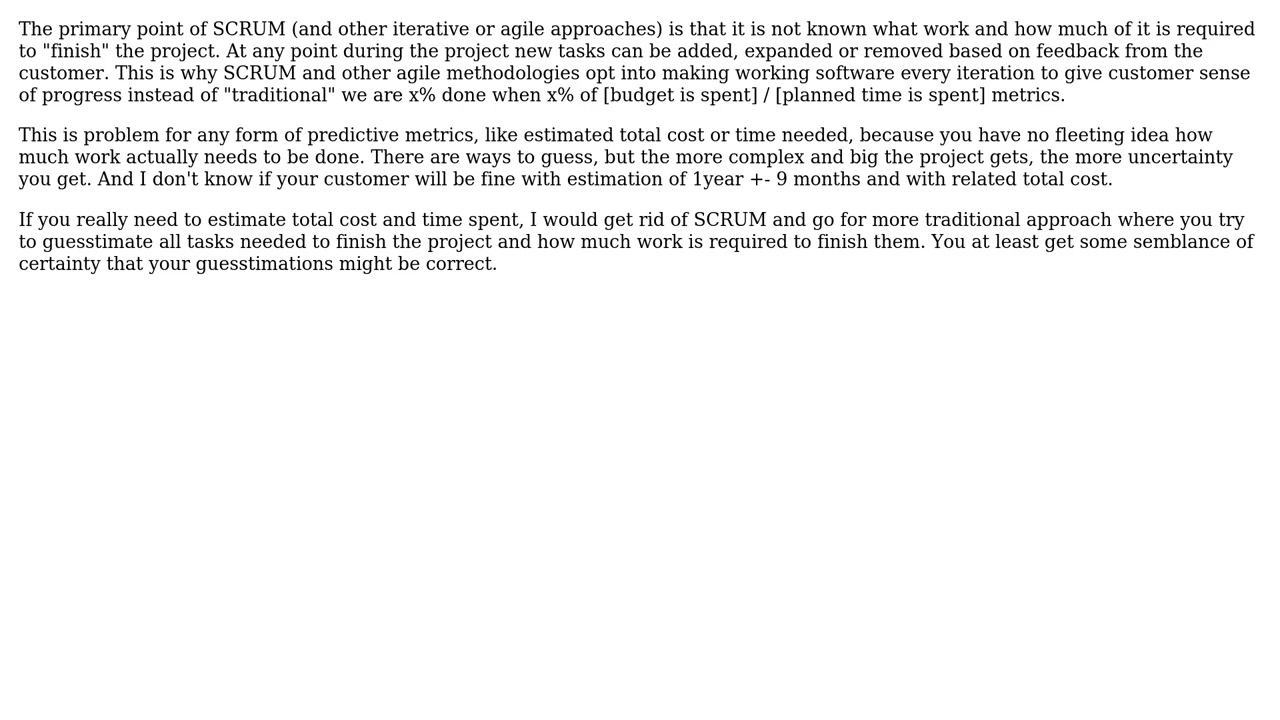 The primary point of SCRUM (and other iterative or agile approaches) is that it is not known what work and how much of it is required
to "finish" the project. At any point during the project new tasks can be added, expanded or removed based on feedback from the
customer. This is why SCRUM and other agile methodologies opt into making working software every iteration to give customer sense
of progress instead of "traditional" we are x% done when x% of [budget is spent] / [planned time is spent] metrics.
This is problem for any form of predictive metrics, like estimated total cost or time needed, because you have no fleeting idea how
much work actually needs to be done. There are ways to guess, but the more complex and big the project gets, the more uncertainty
you get. And I don't know if your customer will be fine with estimation of 1year +- 9 months and with related total cost.
If you really need to estimate total cost and time spent, I would get rid of SCRUM and go for more traditional approach where you try
to guesstimate all tasks needed to finish the project and how much work is required to finish them. You at least get some semblance of
certainty that your guesstimations might be correct.